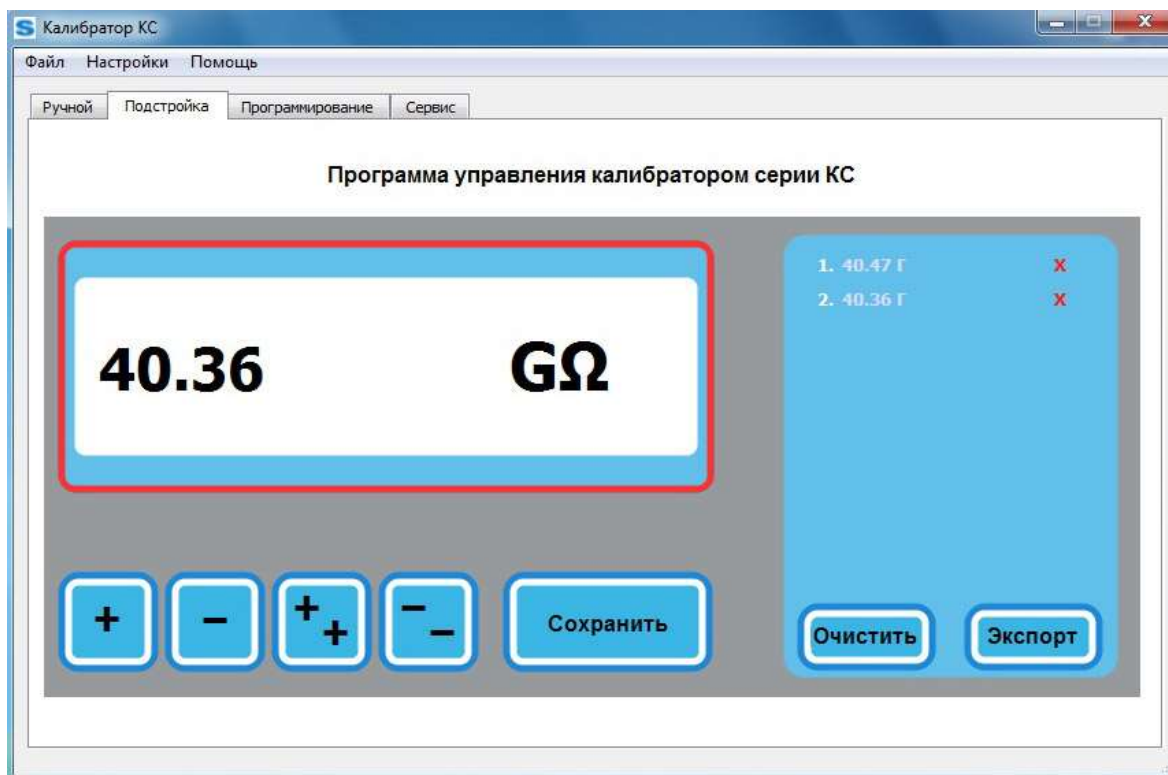 S Калибратор КС
Файл Настройки Помощь
Ручной Подстройка Программирование Сервис
Программа управления калибратором серии КС
40.36 GΩ
1. 40.47 Г X
2. 40.36 Г X
+ − + + − − Сохранить
Очистить Экспорт